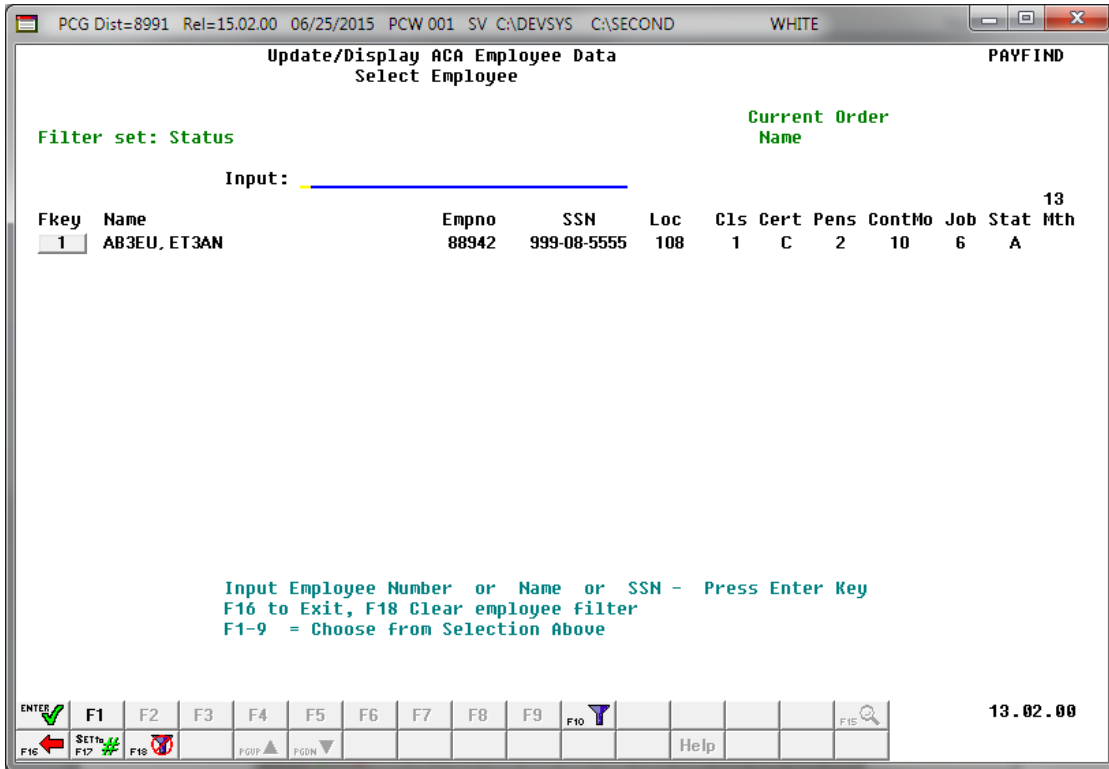 PCG Dist=8991 Rel=15.02.00 06/25/2015 PCW 001 SV C:\DEVSYS C:\SECOND WHITE
Update/Display ACA Employee Data PAYFIND
Select Employee
Current Order
Filter set: Status Name
Input:
13
Fkey Name Empno SSN Loc Cls Cert Pens ContMo Job Stat Mth
1 AB3EU, ET3AN 88942 999-08-5555 108 1 C 2 10 6 A
Input Employee Number or Name or SSN - Press Enter Key
F16 to Exit, F18 Clear employee filter
F1-9 = Choose from Selection Above
ENTER F1 F2 F3 F4 F5 F6 F7 F8 F9 F10 F15 13.02.00
F16 SETTo F17 # F18 PGUP PGDN Help